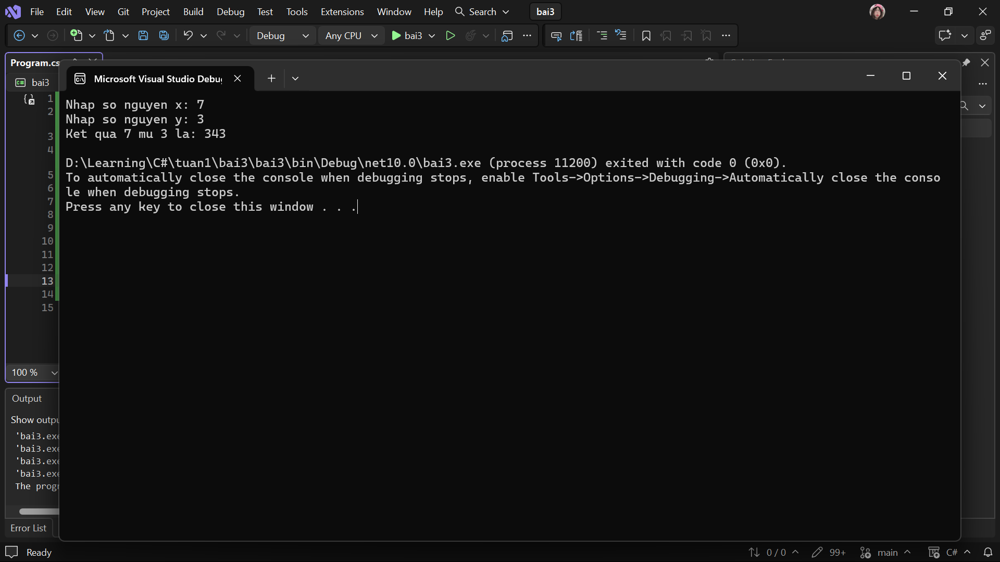 File Edit View Git Project Build Debug Test Tools Extensions Window Help Search bai3
Debug Any CPU bai3
Program.cs
bai3
Microsoft Visual Studio Debu
1
2
3
4
5
6
7
8
9
10
11
12
13
14
15
Nhap so nguyen x: 7
Nhap so nguyen y: 3
Ket qua 7 mu 3 la: 343
D:\Learning\C#\tuan1\bai3\bai3\bin\Debug\net10.0\bai3.exe (process 11200) exited with code 0 (0x0).
To automatically close the console when debugging stops, enable Tools->Options->Debugging->Automatically close the conso
le when debugging stops.
Press any key to close this window . . .
100 %
Output
Show outpu
'bai3.exe
'bai3.exe
'bai3.exe
'bai3.exe
The progr
Error List
Ready 0 / 0 99+ main C#